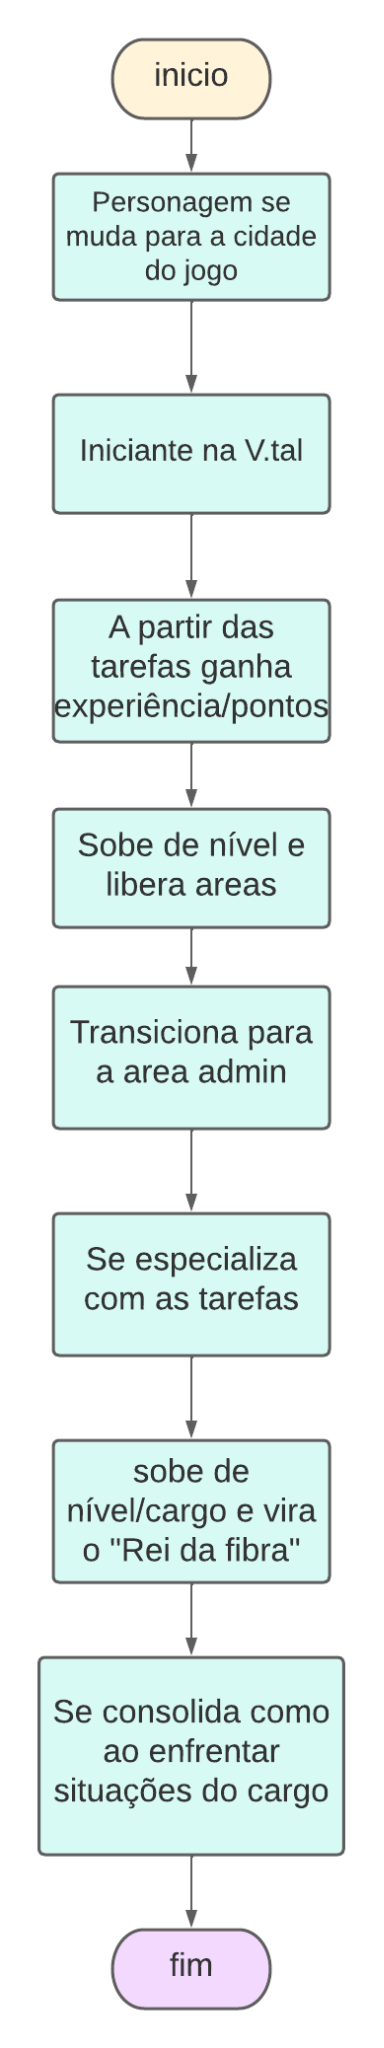 inicio
Personagem se
muda para a cidade
do jogo
Iniciante na V.tal
A partir das
tarefas ganha
experiência/pontos
Sobe de nível e
libera areas
Transiciona para
a area admin
Se especializa
com as tarefas
sobe de
nível/cargo e vira
o "Rei da fibra"
Se consolida como
ao enfrentar
situações do cargo
fim